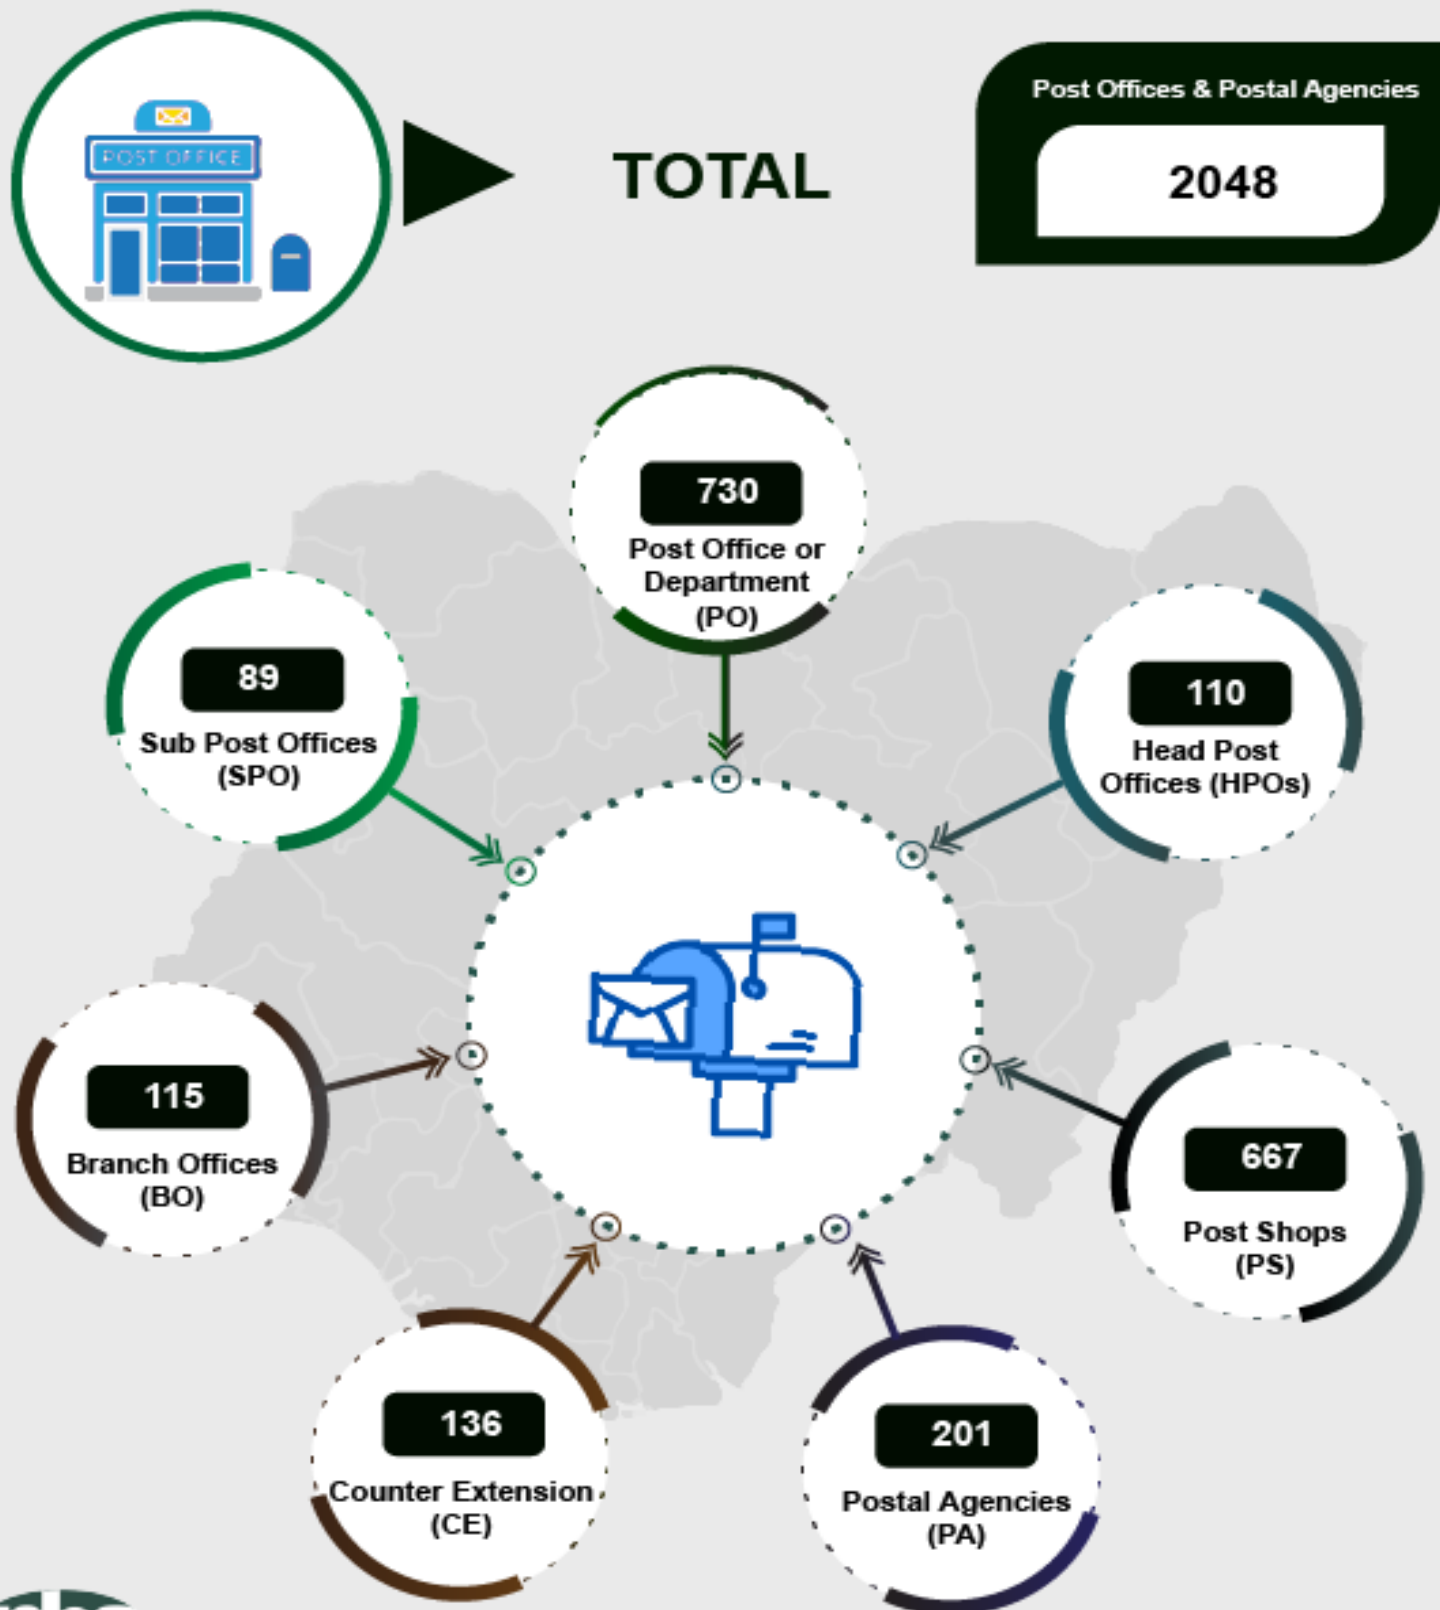 POST OFFICE
TOTAL
Post Offices & Postal Agencies
2048
730
Post Office or
Department
(PO)
89
Sub Post Offices
(SPO)
110
Head Post
Offices (HPOs)
115
Branch Offices
(BO)
667
Post Shops
(PS)
136
Counter Extension
(CE)
201
Postal Agencies
(PA)